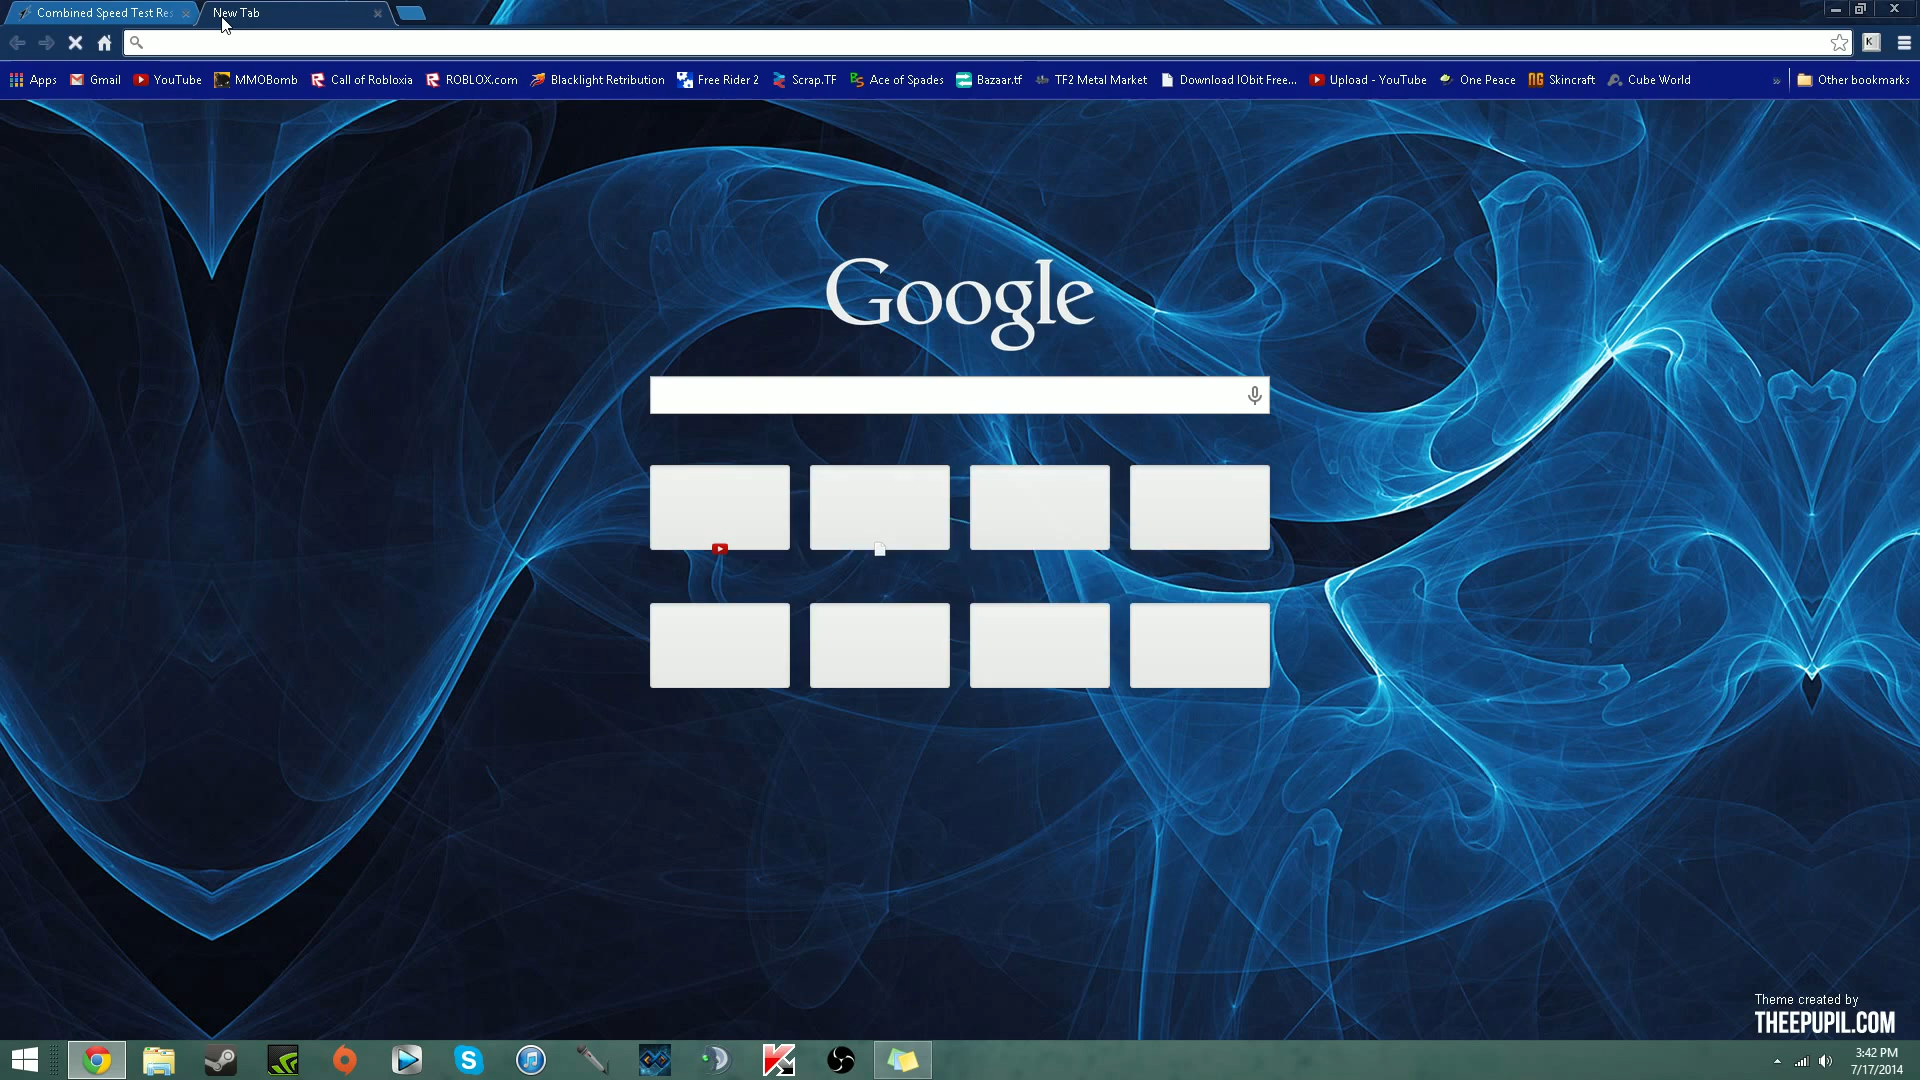 Combined Speed Test Res
New Tab
Apps Gmail YouTube MMOBomb Call of Robloxia ROBLOX.com Blacklight Retribution Free Rider 2 Scrap.TF Ace of Spades Bazaar.tf TF2 Metal Market Download IObit Free... Upload - YouTube One Peace Skincraft Cube World » Other bookmarks
Google
Theme created by
THEEPUPIL.COM
3:42 PM
7/17/2014